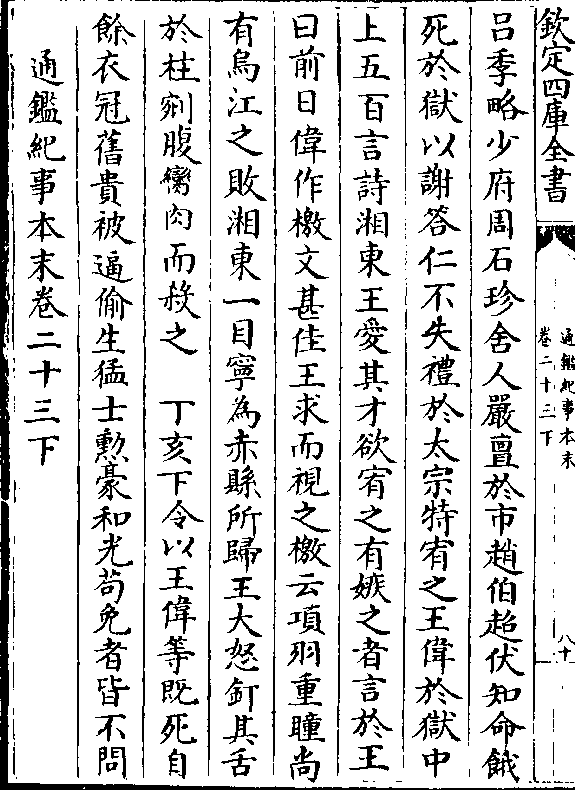 欽定四庫全書
通鑑紀事本末
卷二十三下
八十
吕季略少府周石珍舍人嚴亶於市趙伯超伏知命餓
死於獄以謝答仁不失禮於太宗特宥之王偉於獄中
上五百言詩湘東王愛其才欲宥之有嫉之者言於王
曰前日偉作檄文甚佳王求而視之檄云項羽重瞳尚
有烏江之敗湘東一目寧為赤縣所歸王大怒釘其舌
於柱剜腹臠肉而殺之　丁亥下令以王偉等既死自
餘衣冠舊貴被逼偷生猛士勲豪和光苟免者皆不問
通鑑紀事本末卷二十三下